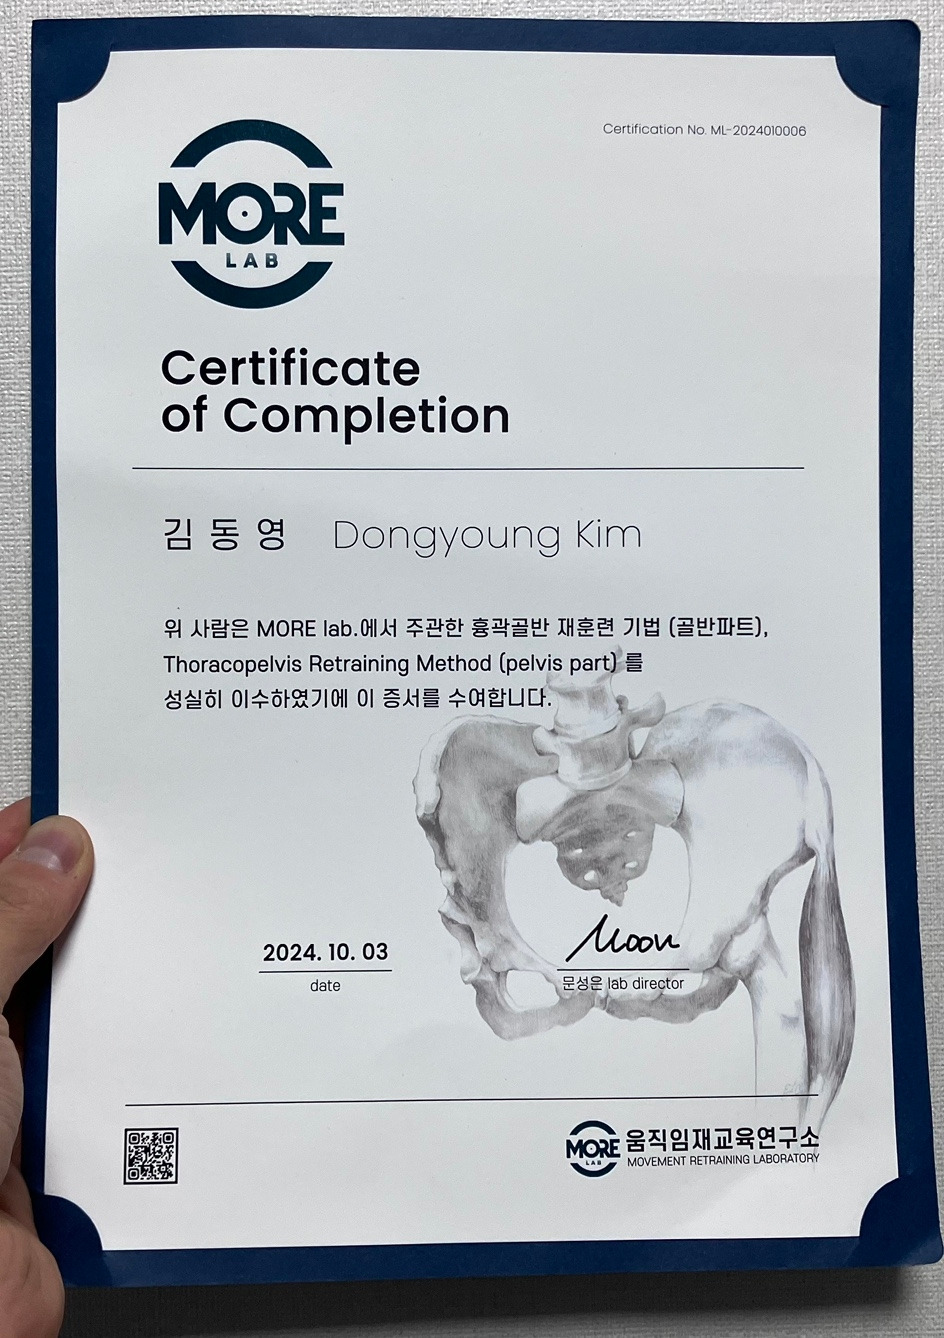 Certification No. ML-2024010006
MORE
LAB
Certificate
of Completion
김 동 영 Dongyoung Kim
위 사람은 MORE lab.에서 주관한 흉곽골반 재훈련 기법 (골반파트),
Thoracopelvis Retraining Method (pelvis part) 를
성실히 이수하였기에 이 증서를 수여합니다.
2024. 10. 03
date
Moon
문성운 lab director
MORE
LAB
움직임재교육연구소
MOVEMENT RETRAINING LABORATORY